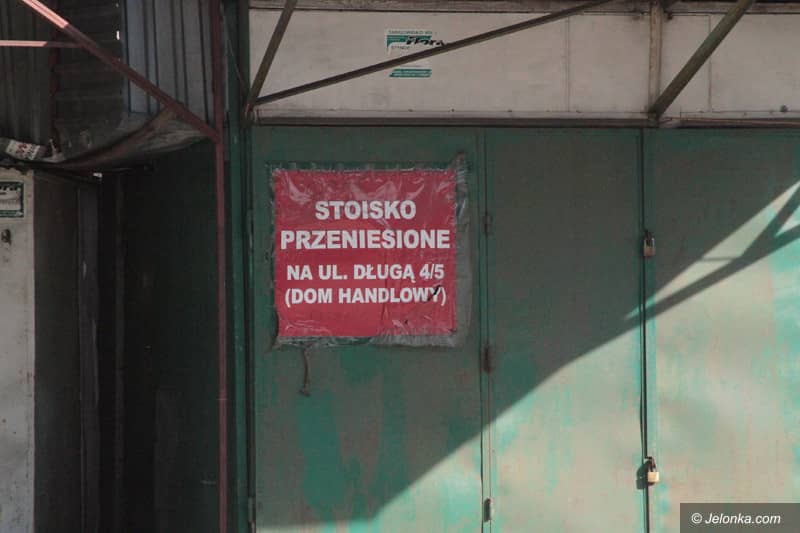 STOISKO
PRZENIESIONE
NA UL. DŁUGĄ 4/5
(DOM HANDLOWY)
© Jelonka.com